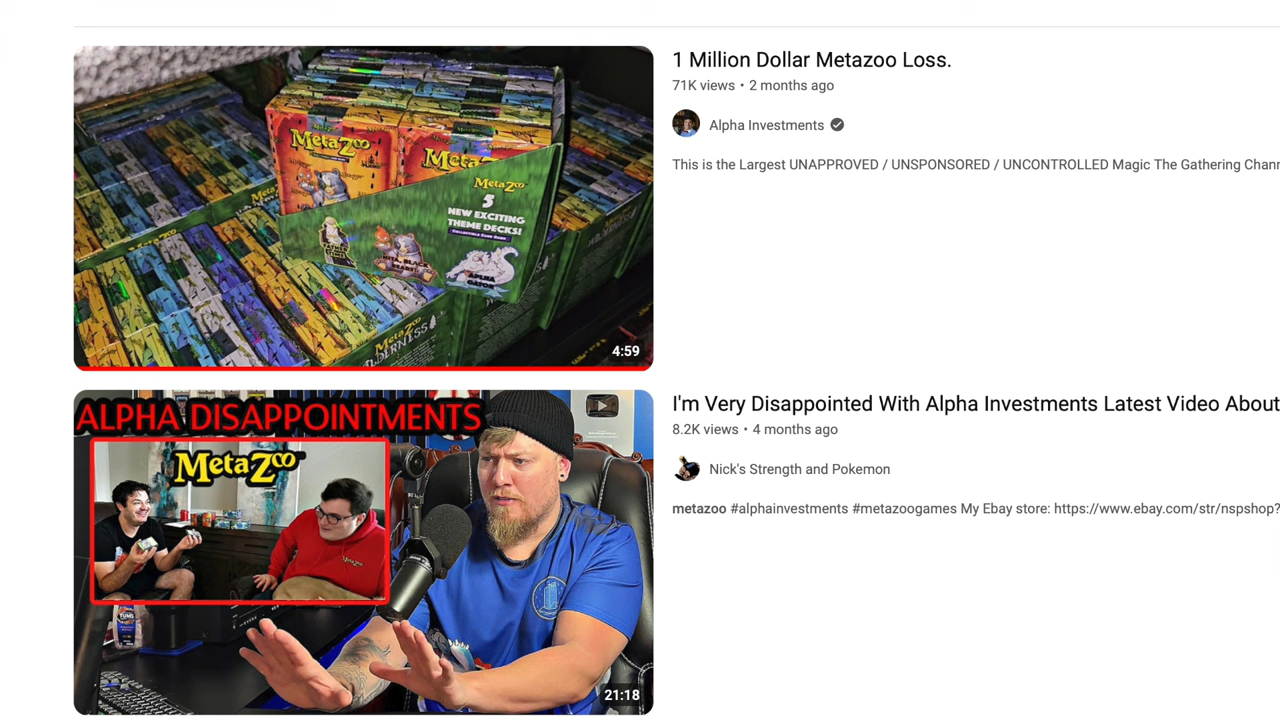 MetaZoo
MetaZoo
MetaZoo
5
NEW EXCITING
THEME DECKS!
MetaZoo
WILDERNESS
4:59
1 Million Dollar Metazoo Loss.
71K views • 2 months ago
Alpha Investments
This is the Largest UNAPPROVED / UNSPONSORED / UNCONTROLLED Magic The Gathering Chann
ALPHA DISAPPOINTMENTS
MetaZoo
21:18
I'm Very Disappointed With Alpha Investments Latest Video About
8.2K views • 4 months ago
Nick's Strength and Pokemon
metazoo #alphainvestments #metazoogames My Ebay store: https://www.ebay.com/str/nspshop?